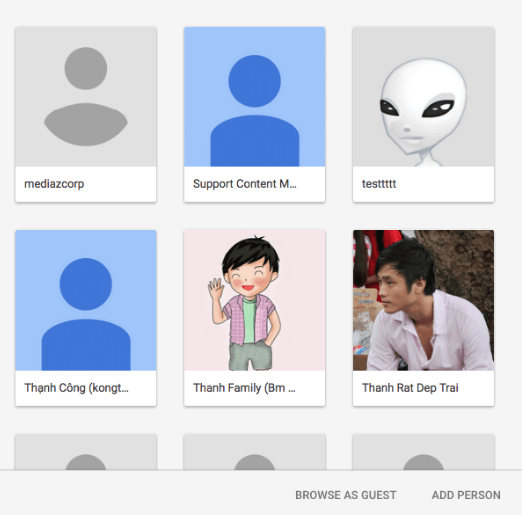 mediazcorp
Support Content M...
testtttt
Thạnh Công (kongt...
Thanh Family (Bm ...
Thanh Rat Dep Trai
BROWSE AS GUEST
ADD PERSON